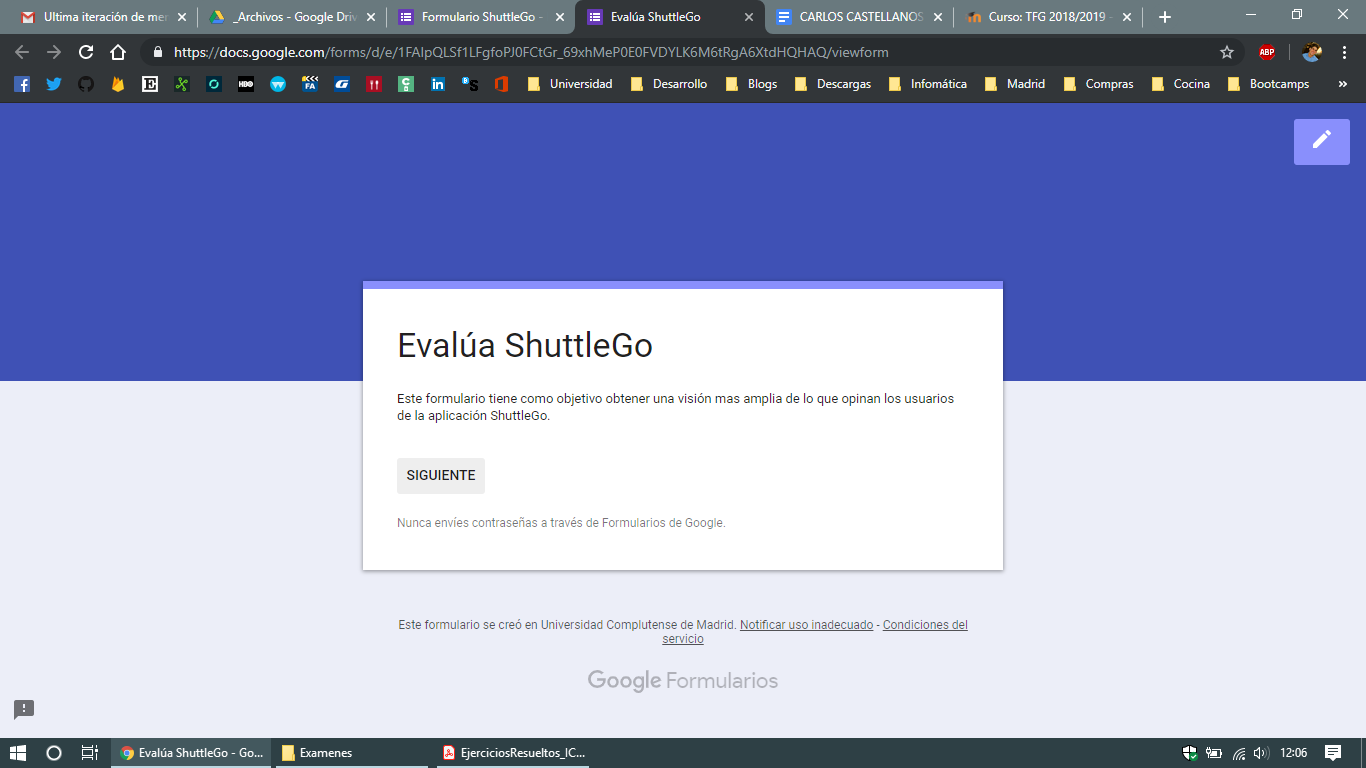 Ultima iteración de mer
_Archivos - Google Driv
Formulario ShuttleGo -
Evalúa ShuttleGo
CARLOS CASTELLANOS
Curso: TFG 2018/2019 -
https://docs.google.com/forms/d/e/1FAIpQLSf1LFgfoPJ0FCtGr_69xhMeP0E0FVDYLK6M6tRgA6XtdHQHAQ/viewform
ABP
HBO
FA
Universidad
Desarrollo
Blogs
Descargas
Infomática
Madrid
Compras
Cocina
Bootcamps
»
Evalúa ShuttleGo
Este formulario tiene como objetivo obtener una visión mas amplia de lo que opinan los usuarios
de la aplicación ShuttleGo.
SIGUIENTE
Nunca envíes contraseñas a través de Formularios de Google.
Este formulario se creó en Universidad Complutense de Madrid. Notificar uso inadecuado - Condiciones del
servicio
Google Formularios
Evalúa ShuttleGo - Go...
Examenes
EjerciciosResueltos_IC...
12:06